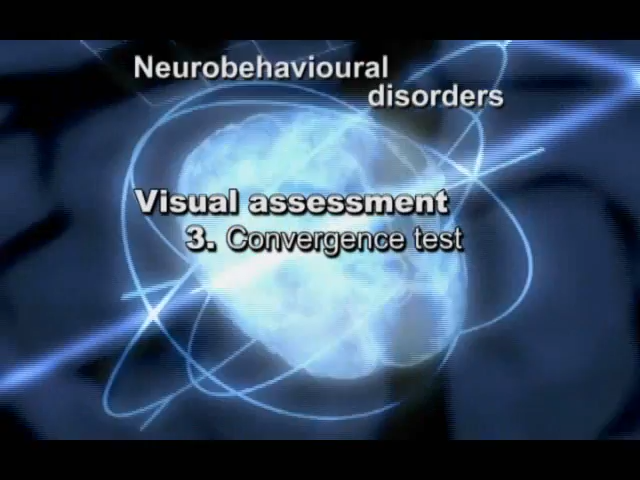 Neurobehavioural
disorders
Visual assessment
3. Convergence test